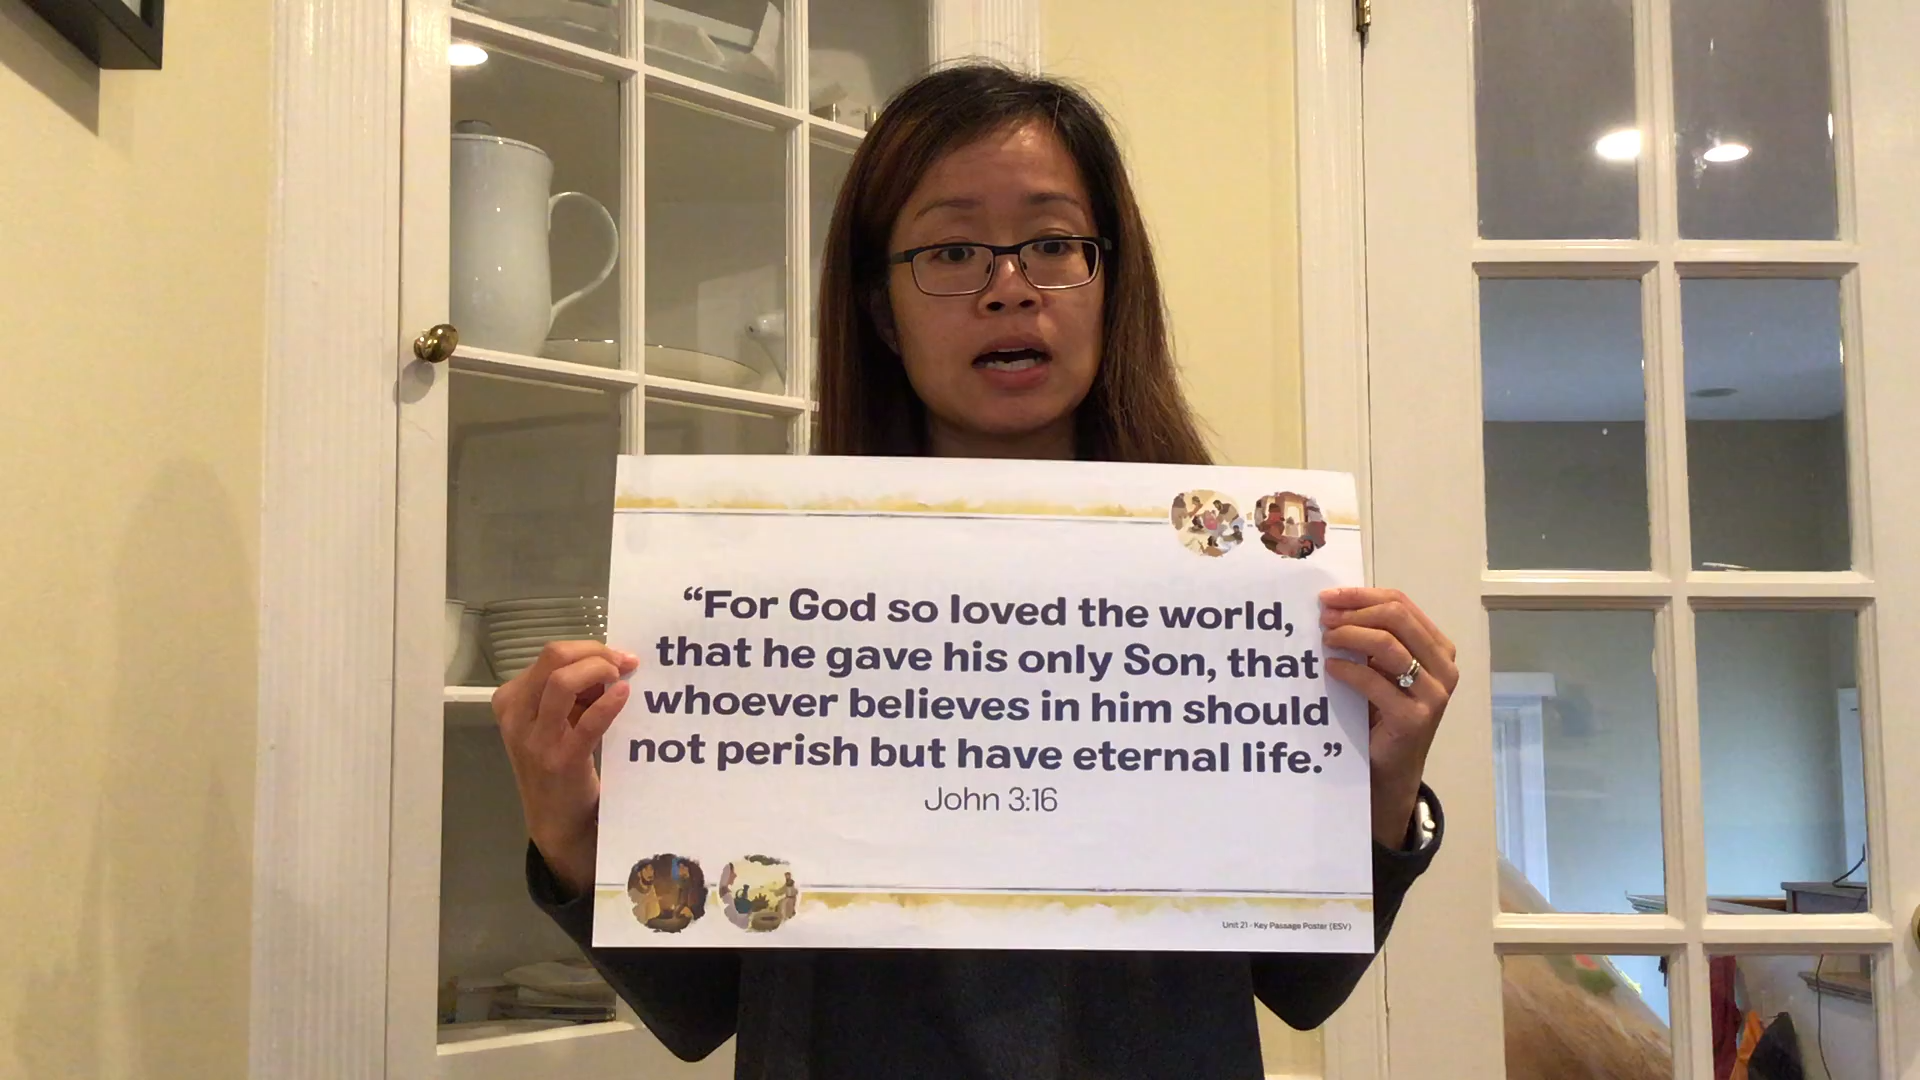 “For God so loved the world,
that he gave his only Son, that
whoever believes in him should
not perish but have eternal life.”
John 3:16
Unit 21 - Key Passage Poster (ESV)